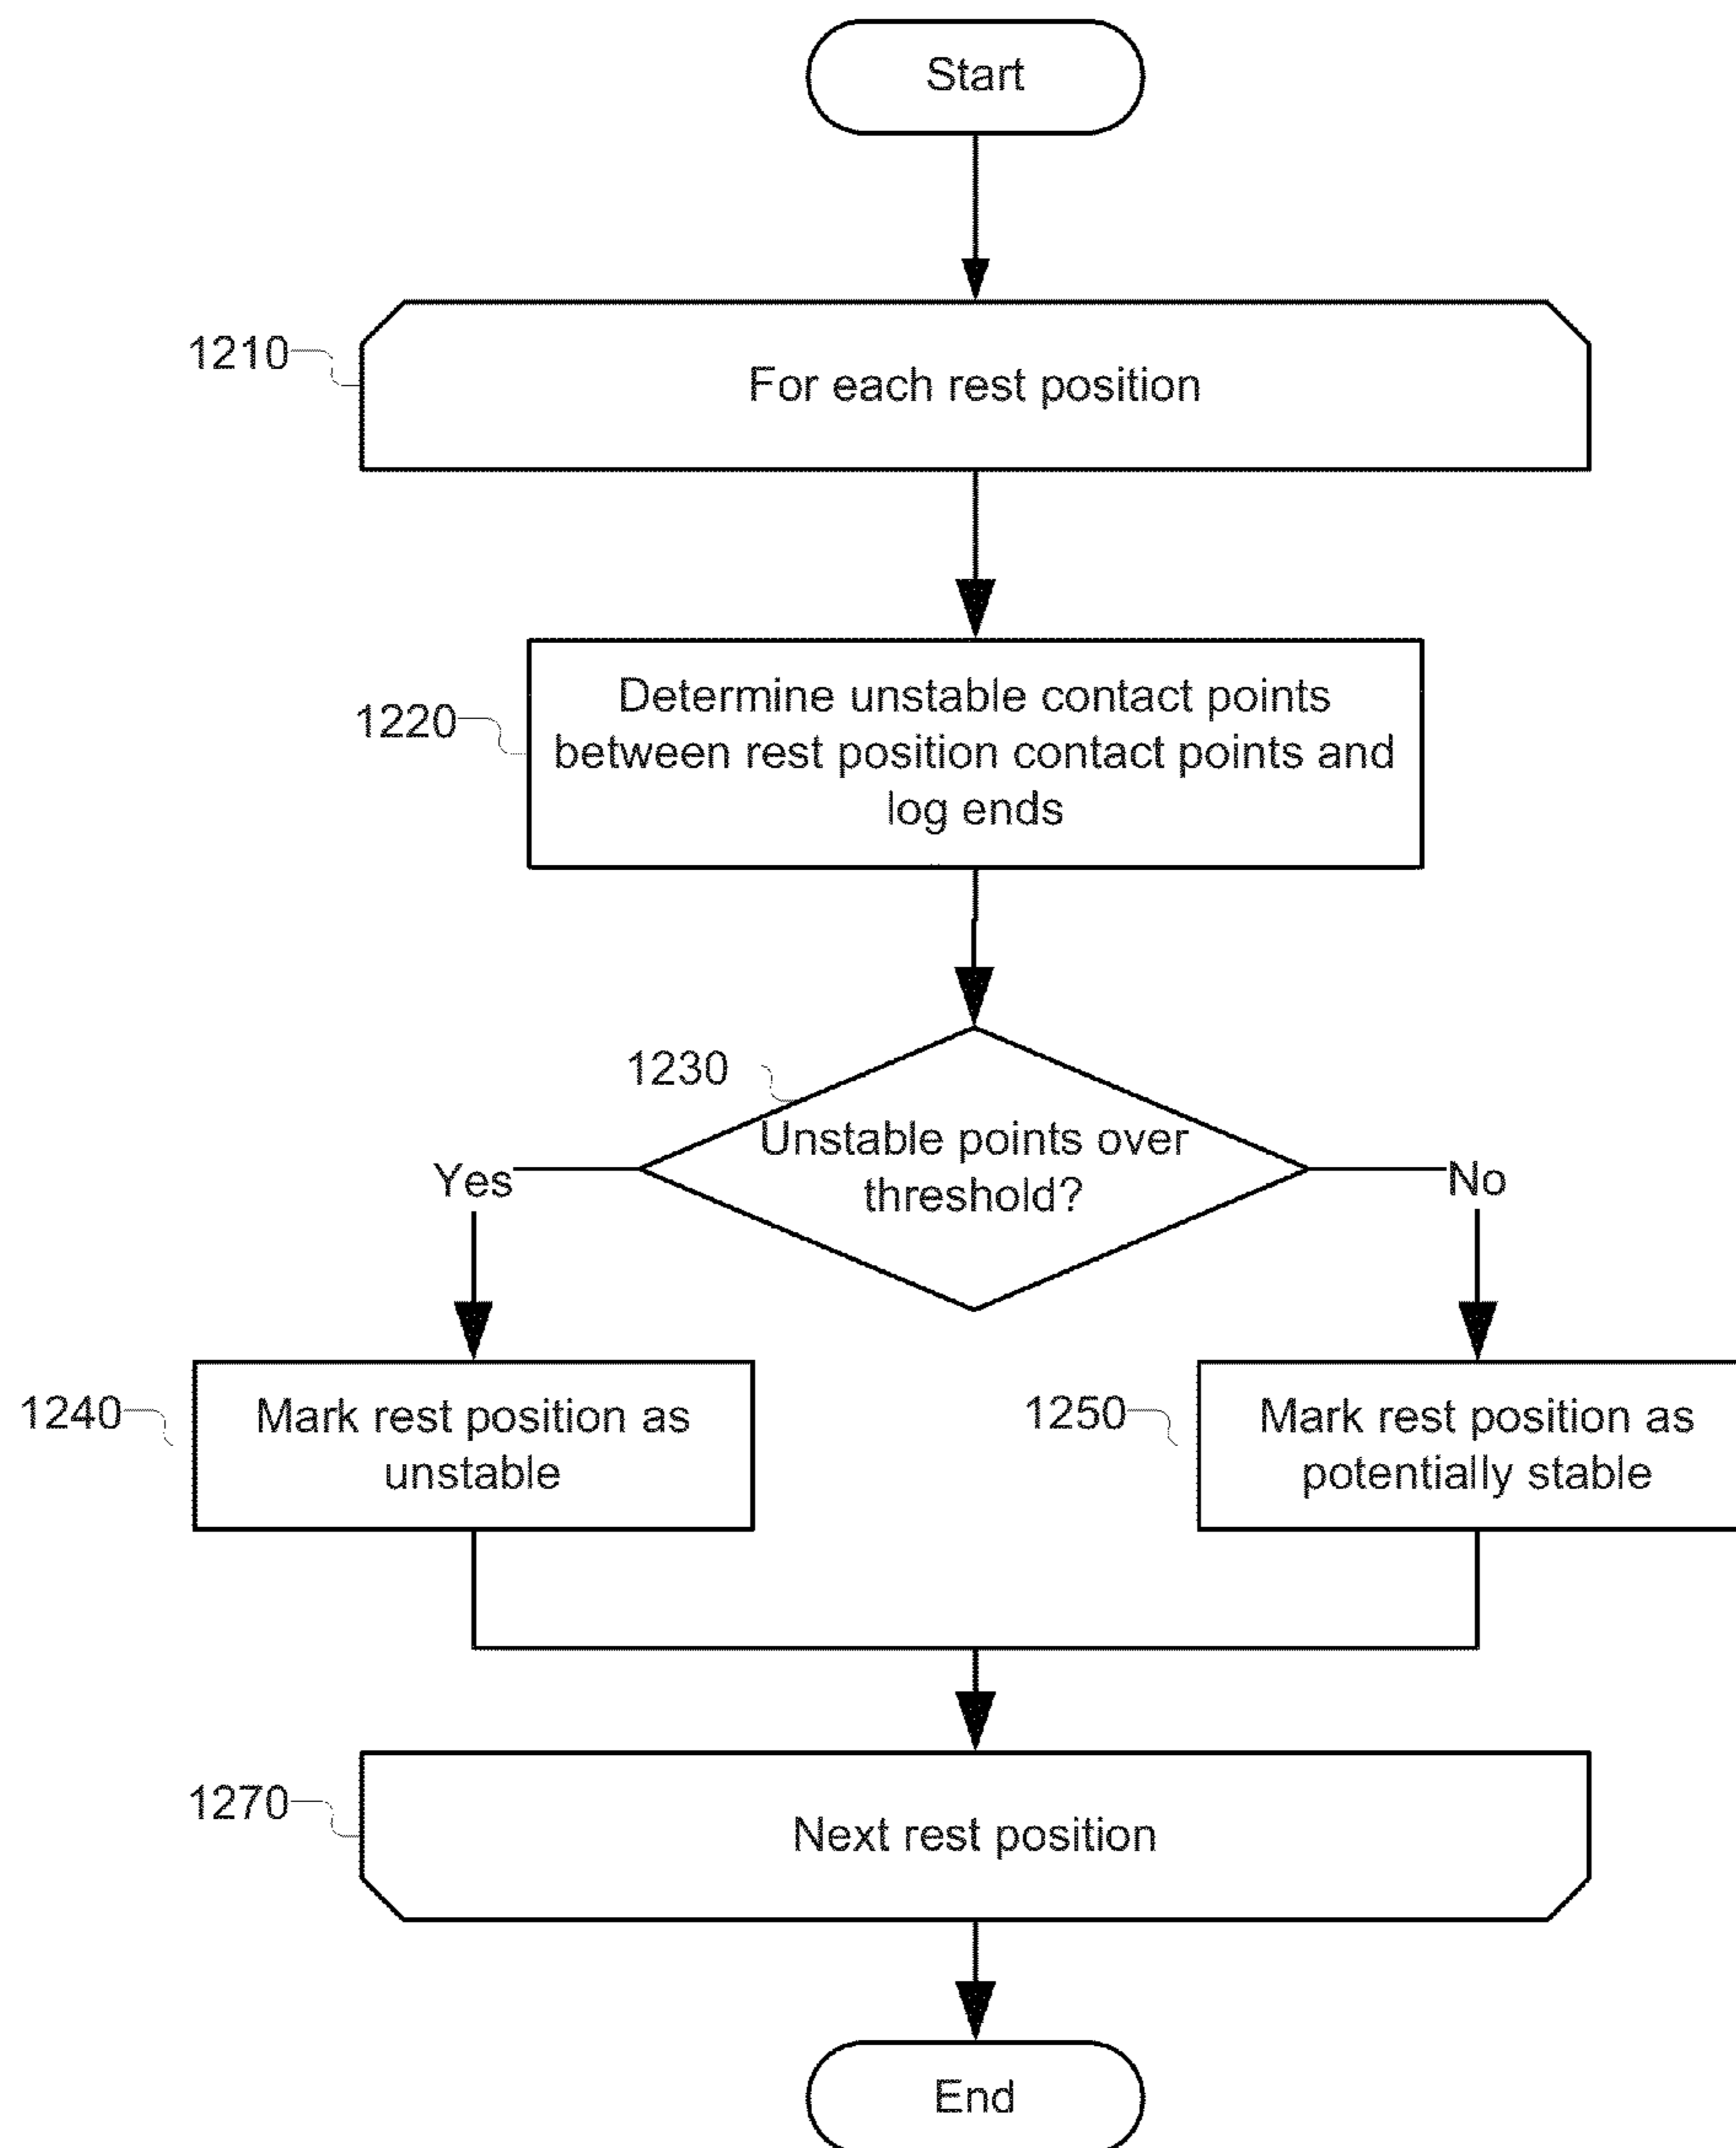 Start
1210
For each rest position
1220
Determine unstable contact points
between rest position contact points and
log ends
1230
Unstable points over
threshold?
Yes
No
1240
Mark rest position as
unstable
1250
Mark rest position as
potentially stable
1270
Next rest position
End